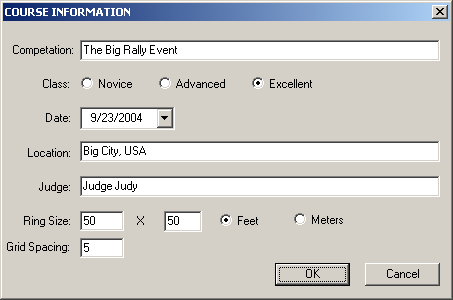 COURSE INFORMATION
Competation: The Big Rally Event
Class: Novice Advanced Excellent
Date: 9/23/2004
Location: Big City, USA
Judge: Judge Judy
Ring Size: 50 X 50 Feet Meters
Grid Spacing: 5
OK Cancel